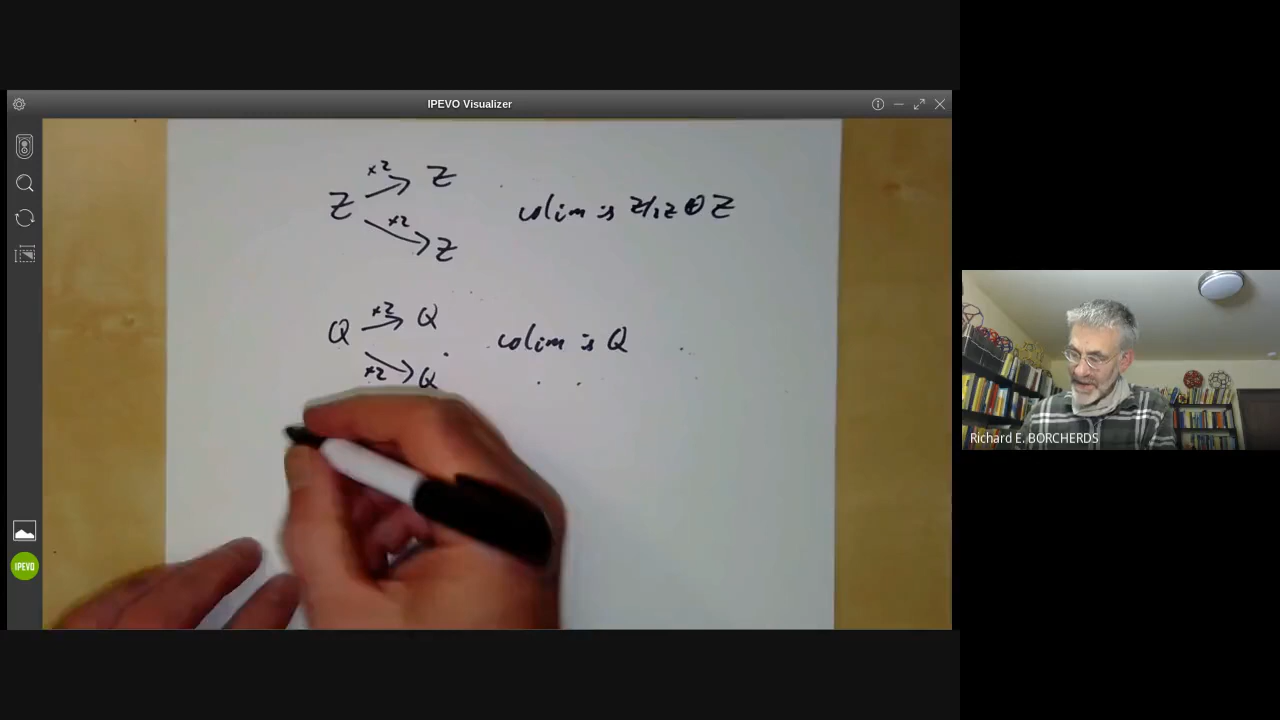 IPEVO Visualizer
×2
Z → Z
×2
→ Z
colim is Z/2Z ⊕ Z
×2
Q → Q
×2
→ Q
colim is Q
IPEVO
Richard E. BORCHERDS